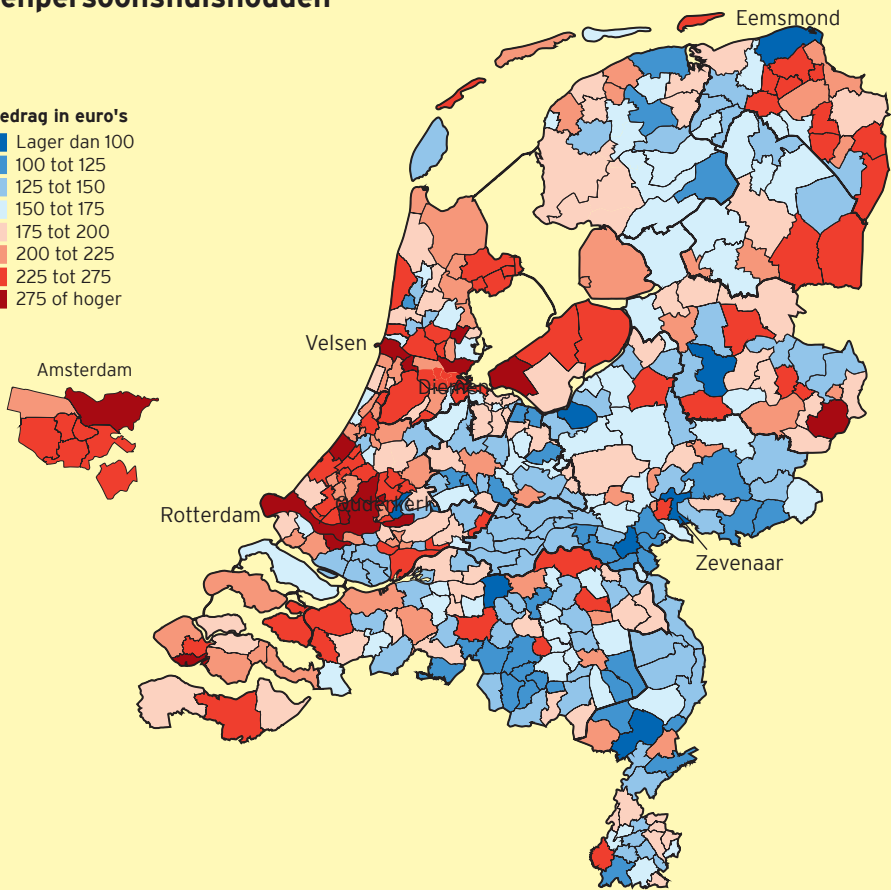 enpersoonshuishouden
edrag in euro's
Lager dan 100
100 tot 125
125 tot 150
150 tot 175
175 tot 200
200 tot 225
225 tot 275
275 of hoger
Eemsmond
Velsen
Amsterdam
Diemen
Ouderkerk
Rotterdam
Zevenaar